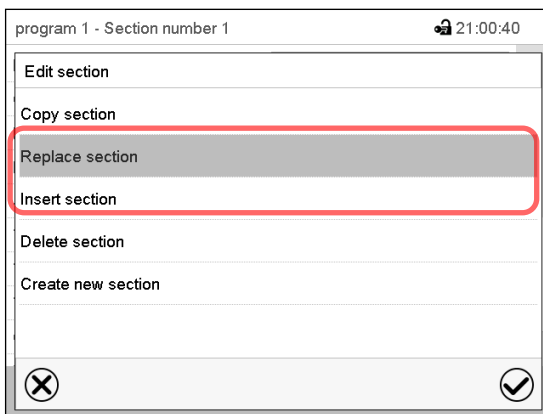 program 1 - Section number 1 21:00:40
Edit section
Copy section
Replace section
Insert section
Delete section
Create new section